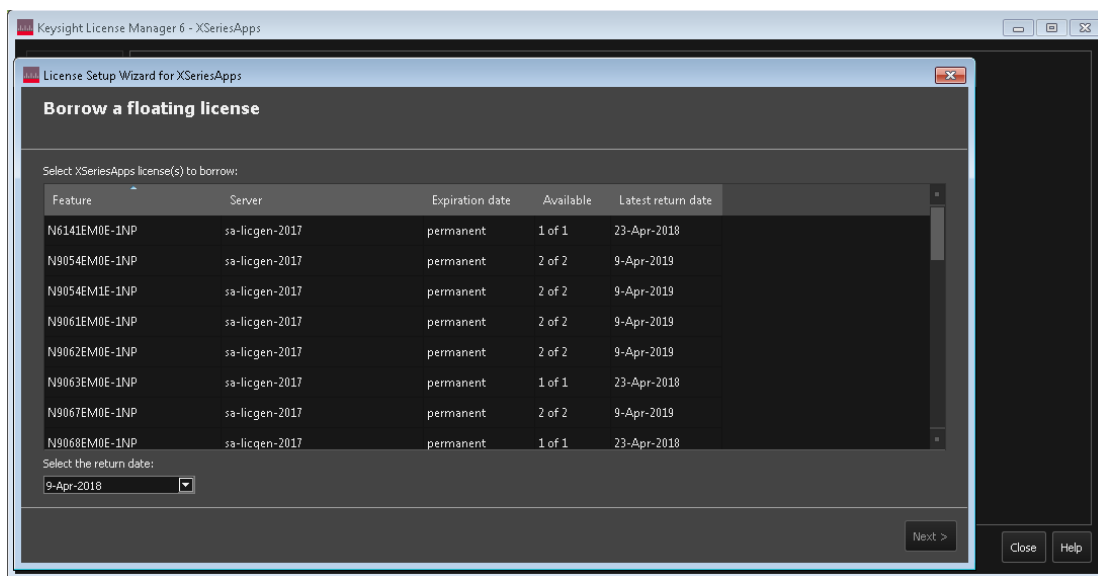 Keysight License Manager 6 - XSeriesApps
License Setup Wizard for XSeriesApps
Borrow a floating license
Select XSeriesApps license(s) to borrow:
Feature Server Expiration date Available Latest return date
N6141EM0E-1NP sa-licgen-2017 permanent 1 of 1 23-Apr-2018
N9054EM0E-1NP sa-licgen-2017 permanent 2 of 2 9-Apr-2019
N9054EM1E-1NP sa-licgen-2017 permanent 2 of 2 9-Apr-2019
N9061EM0E-1NP sa-licgen-2017 permanent 2 of 2 9-Apr-2019
N9062EM0E-1NP sa-licgen-2017 permanent 2 of 2 9-Apr-2019
N9063EM0E-1NP sa-licgen-2017 permanent 1 of 1 23-Apr-2018
N9067EM0E-1NP sa-licgen-2017 permanent 2 of 2 9-Apr-2019
N9068EM0E-1NP sa-licgen-2017 permanent 1 of 1 23-Apr-2018
Select the return date:
9-Apr-2018
Next >
Close Help